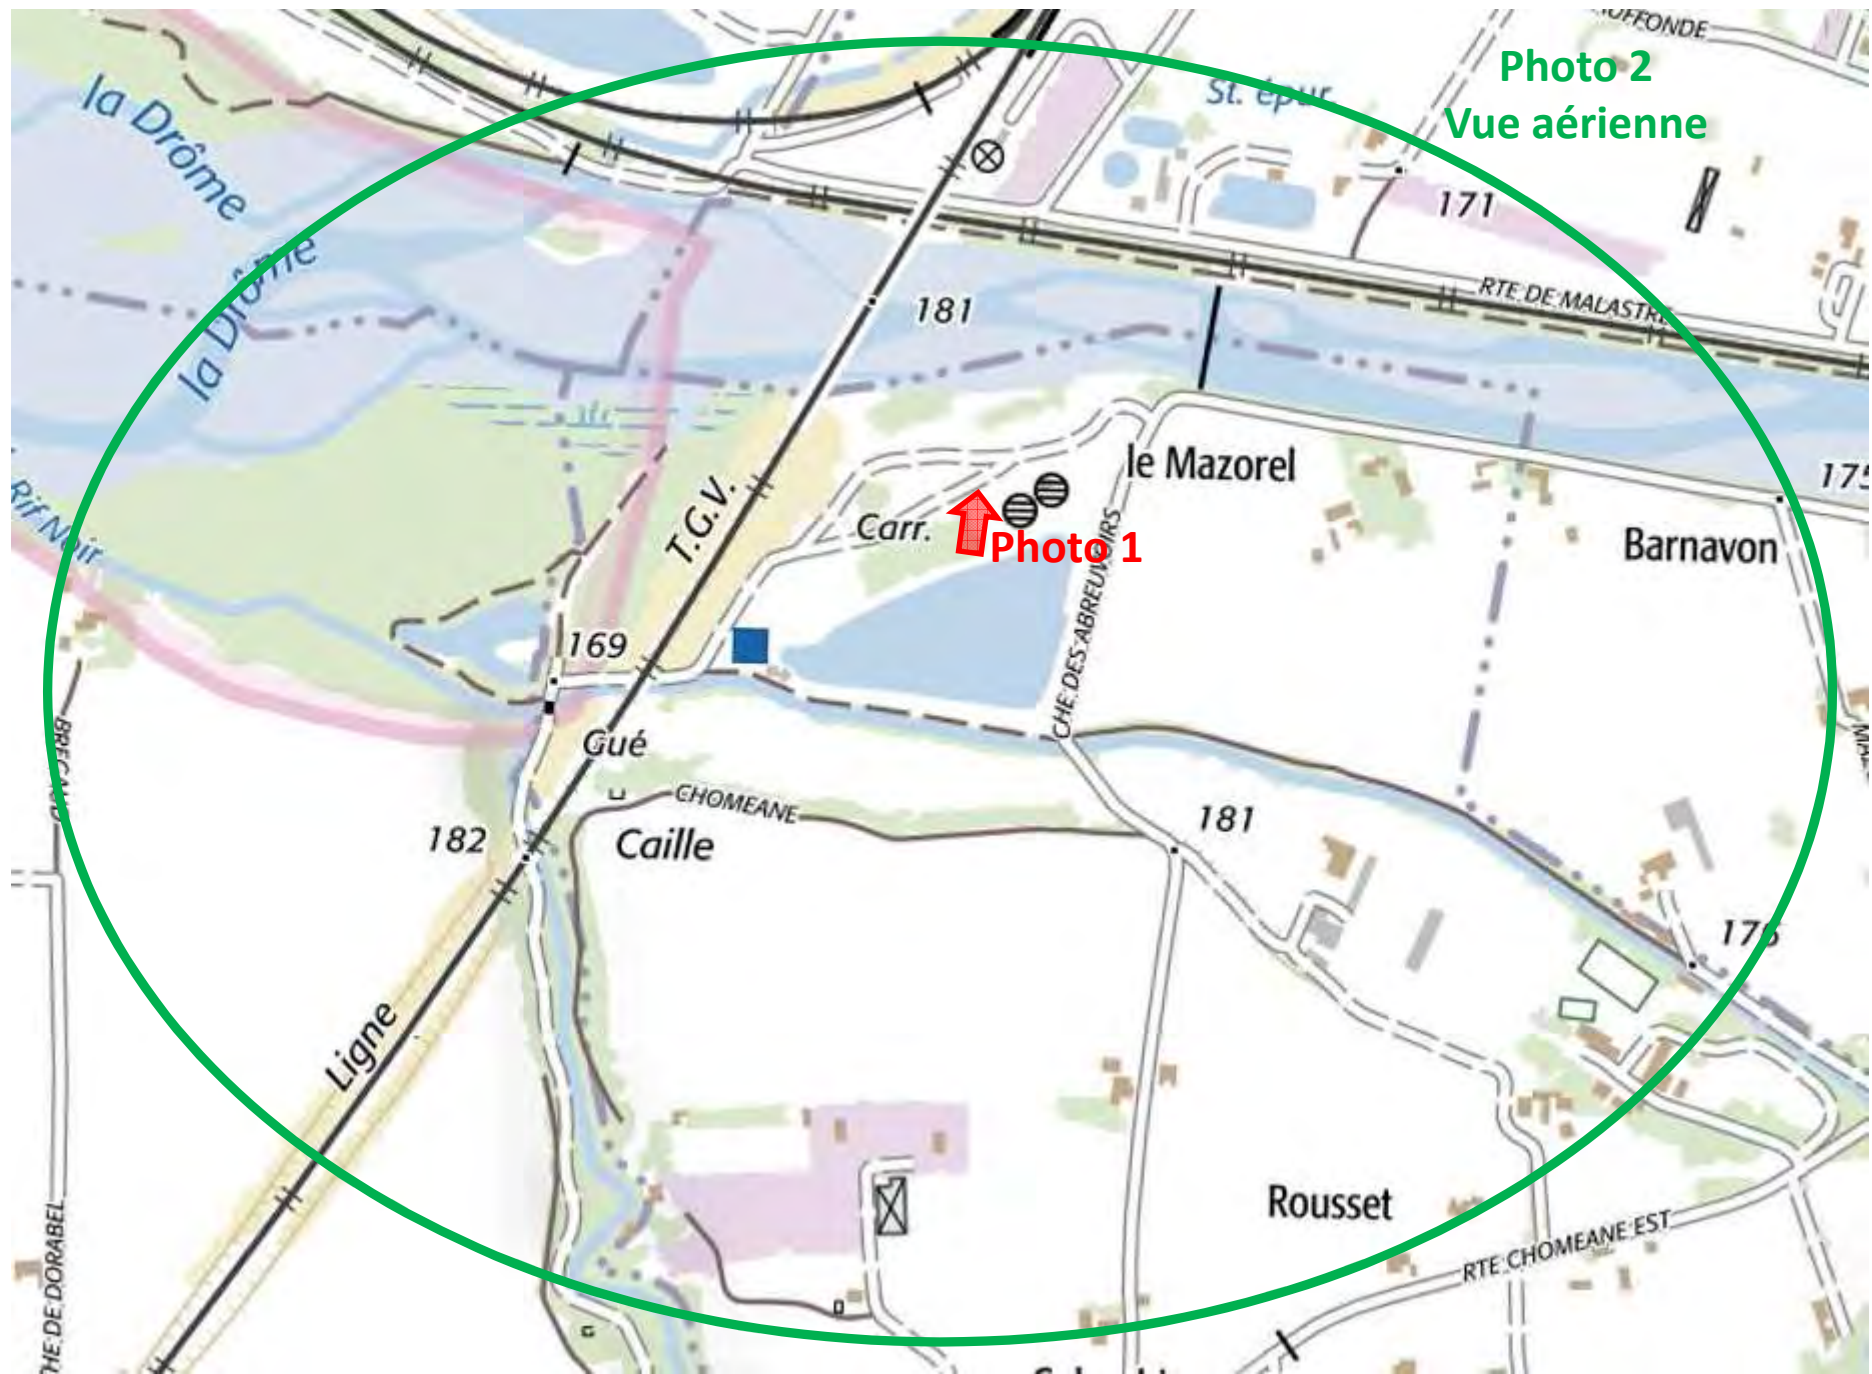 Photo 2
Vue aérienne
la Drôme
la Drôme
St. épur.
171
181
RTE DE MALASTRE
le Mazorel
175
Rif Noir
T.G.V.
Carr.
Photo 1
CHE DES ABREUVOIRS
Barnavon
169
Gué
CHOMEANE
Caille
182
181
176
Ligne
Rousset
RTE CHOMEANE EST
CHE DE DORABEL